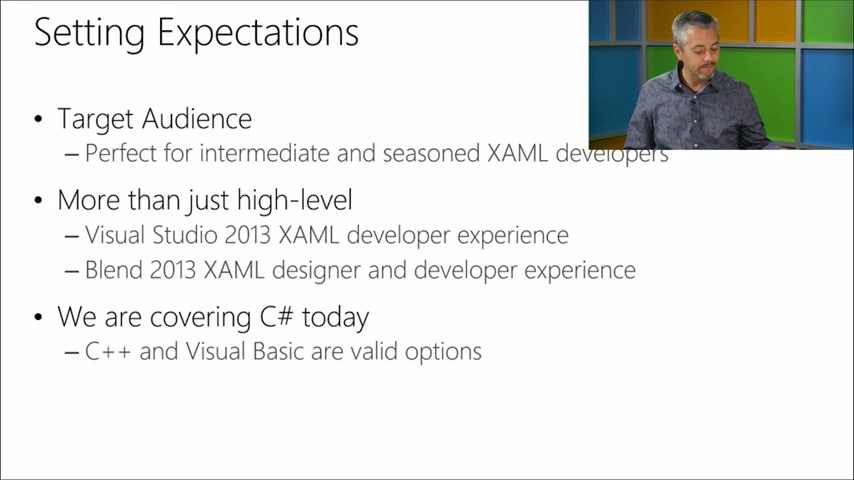 Setting Expectations
• Target Audience
– Perfect for intermediate and seasoned XAML developers
• More than just high-level
– Visual Studio 2013 XAML developer experience
– Blend 2013 XAML designer and developer experience
• We are covering C# today
– C++ and Visual Basic are valid options